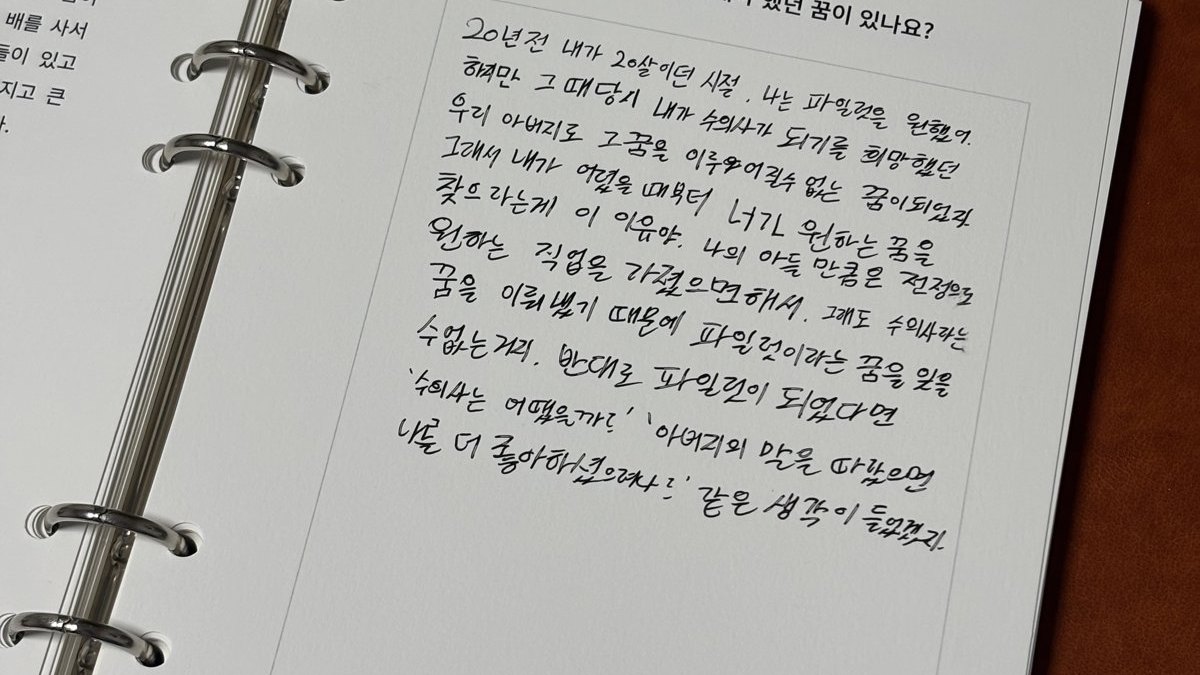 배를 사서
들이 있고
지고 큰
했던 꿈이 있나요?
20년전 내가 20살이던 시절. 나는 파일럿을 원했어.
하지만 그 때당시 내가 수의사가 되기를 희망했던
우리 아버지로 그 꿈을 이루어질수 없는 꿈이되었지
그래서 내가 어렸을때부터 너가 원하는 꿈을
찾으라는게 이 이유야. 나의 아들 만큼은 진정으로
원하는 직업을 가졌으면해서. 그래도 수의사라는
꿈을 이뤄봤기 때문에 파일럿이라는 꿈을 잊을
수없는거지. 반대로 파일럿이 되었다면
'수의사는 어땠을까?' '아버지의 말을 따랐으면
나를 더 좋아하셨으려나?' 같은 생각이 들었겠지.